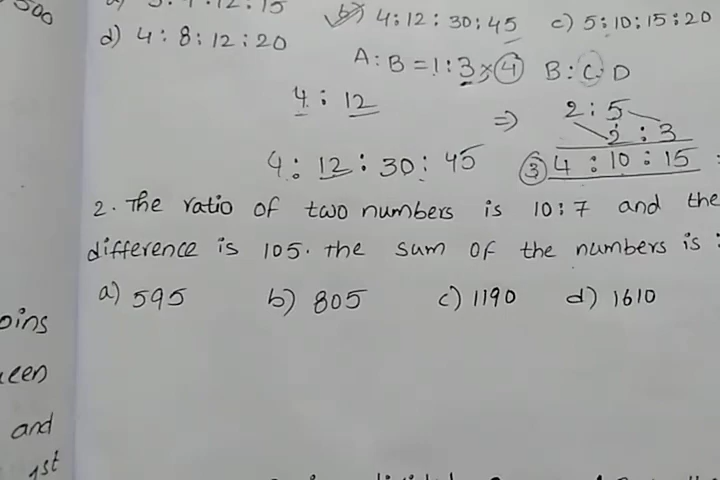 500
b) 4:12:30:45 c) 5:10:15:20
d) 4:8:12:20
A:B = 1:3 × 4 B:C D
4:12
⇒ 2:5
2:3
4:12:30:45 3 4:10:15 :
2. The ratio of two numbers is 10:7 and the
difference is 105. the sum of the numbers is :
a) 595 b) 805 c) 1190 d) 1610
oins
and
1st